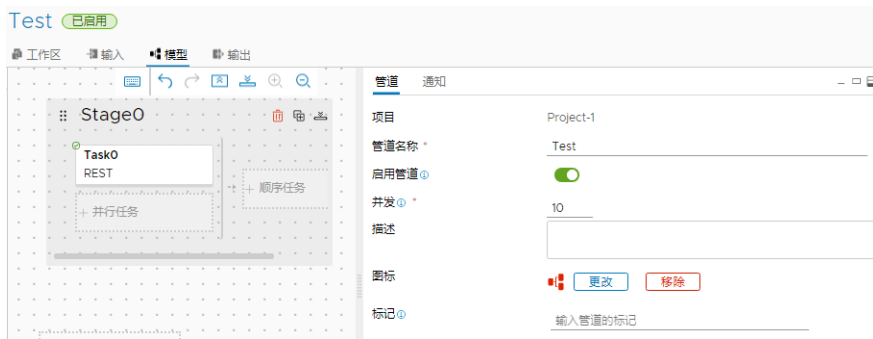 Test 已启用
工作区 输入 模型 输出
管道 通知
Stage0
Task0
REST
+ 顺序任务
+ 并行任务
项目 Project-1
管道名称 * Test
启用管道
并发 * 10
描述
图标 更改 移除
标记 输入管道的标记